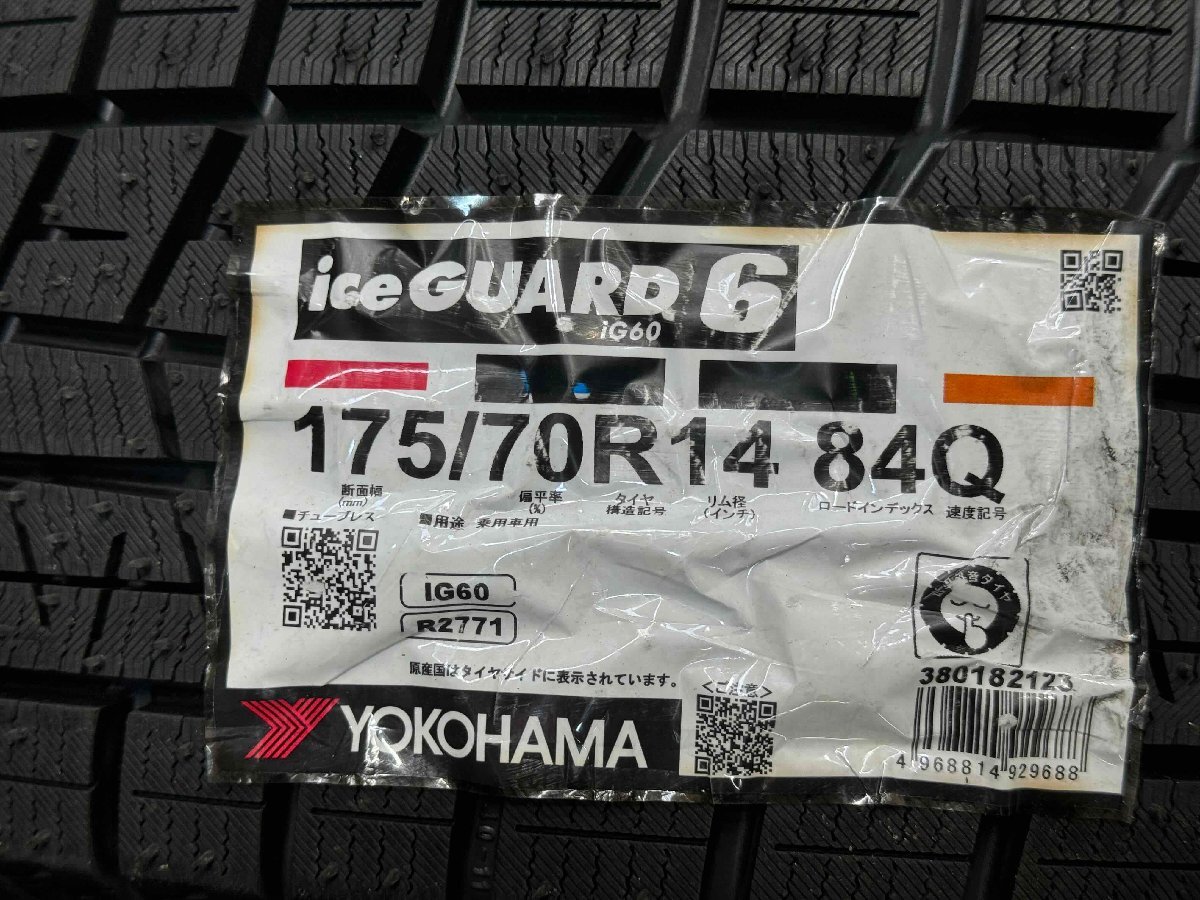 iceGUARD 6
iG60
175/70R14 84Q
断面幅 (mm) 偏平率 (%) タイヤ構造記号 リム径 (インチ) ロードインデックス 速度記号
■チューブレス ■用途 乗用車用
IG60
R2771
音タイヤ
原産国はタイヤサイドに表示されています。
380182123
YOKOHAMA
4 968814 929688